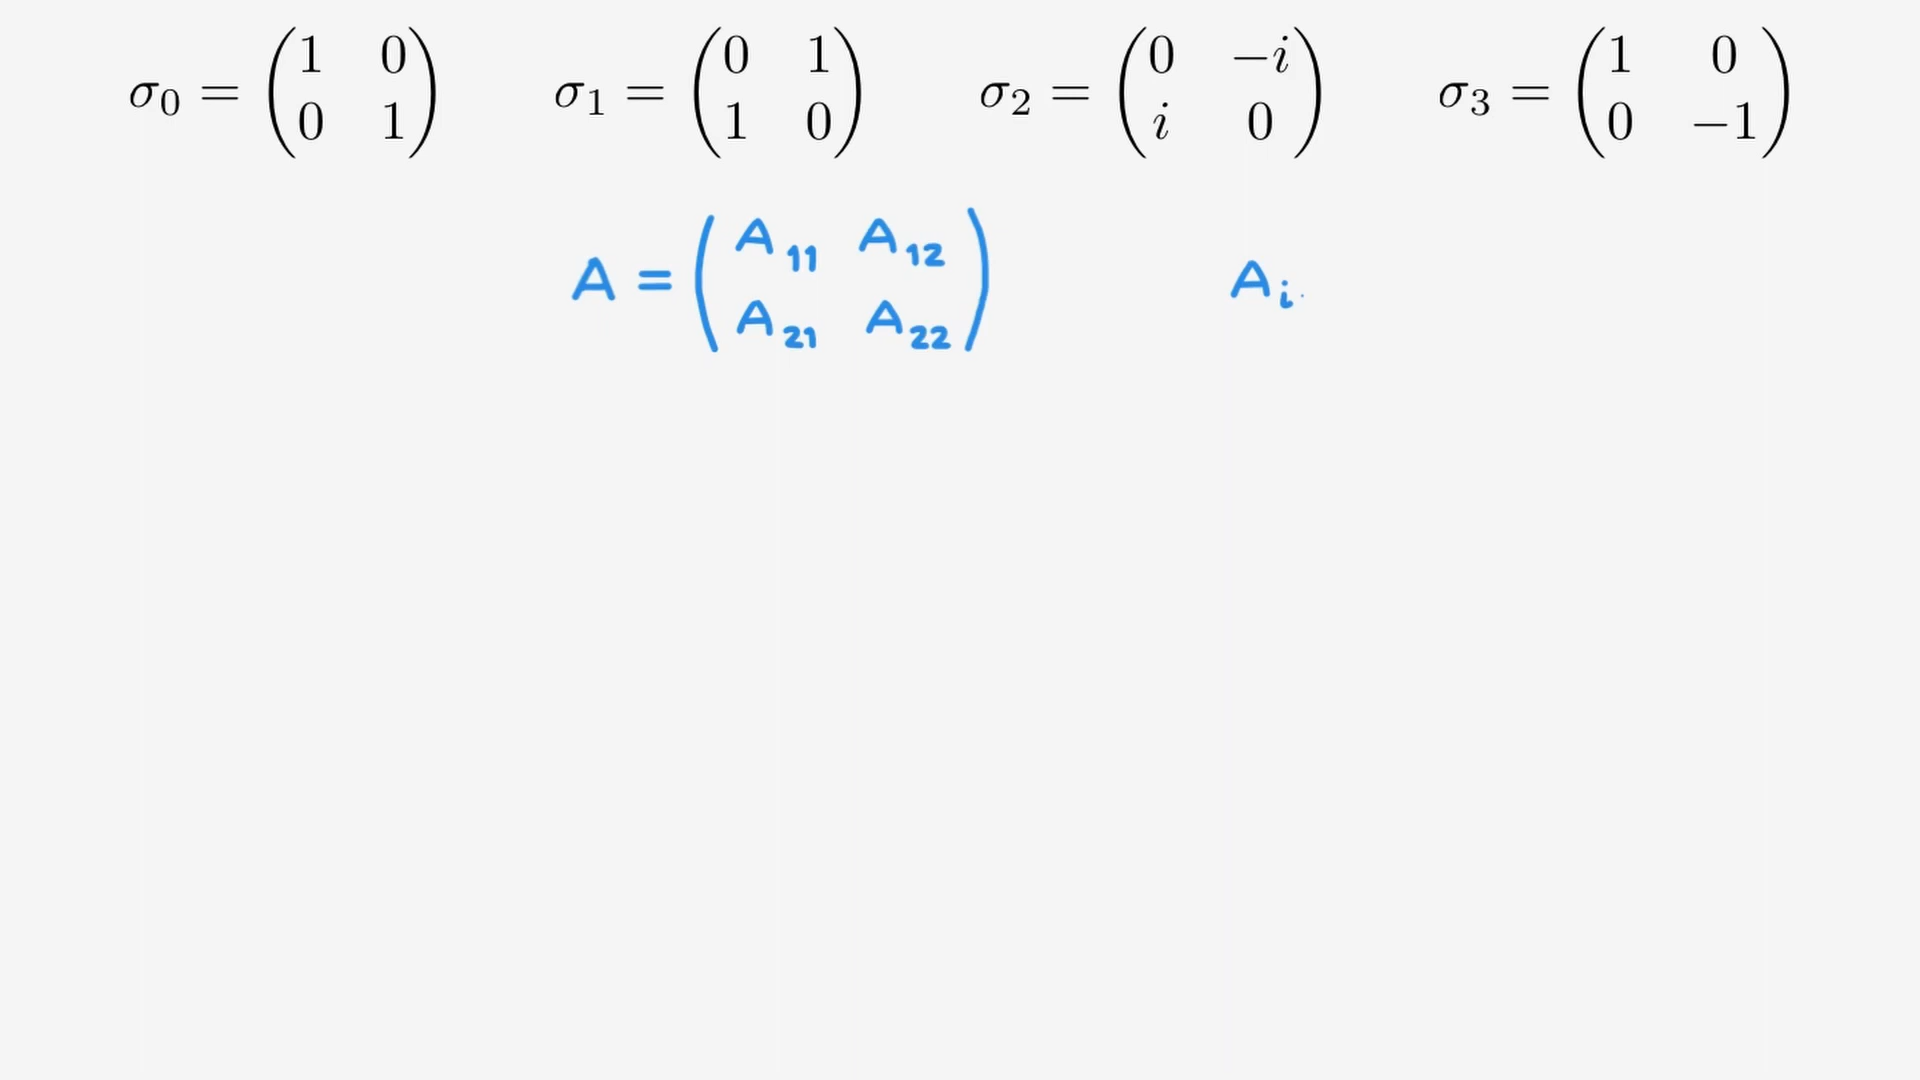 σ₀ = (1 0; 0 1) σ₁ = (0 1; 1 0) σ₂ = (0 −i; i 0) σ₃ = (1 0; 0 −1)
A = (A₁₁ A₁₂; A₂₁ A₂₂) Aᵢ